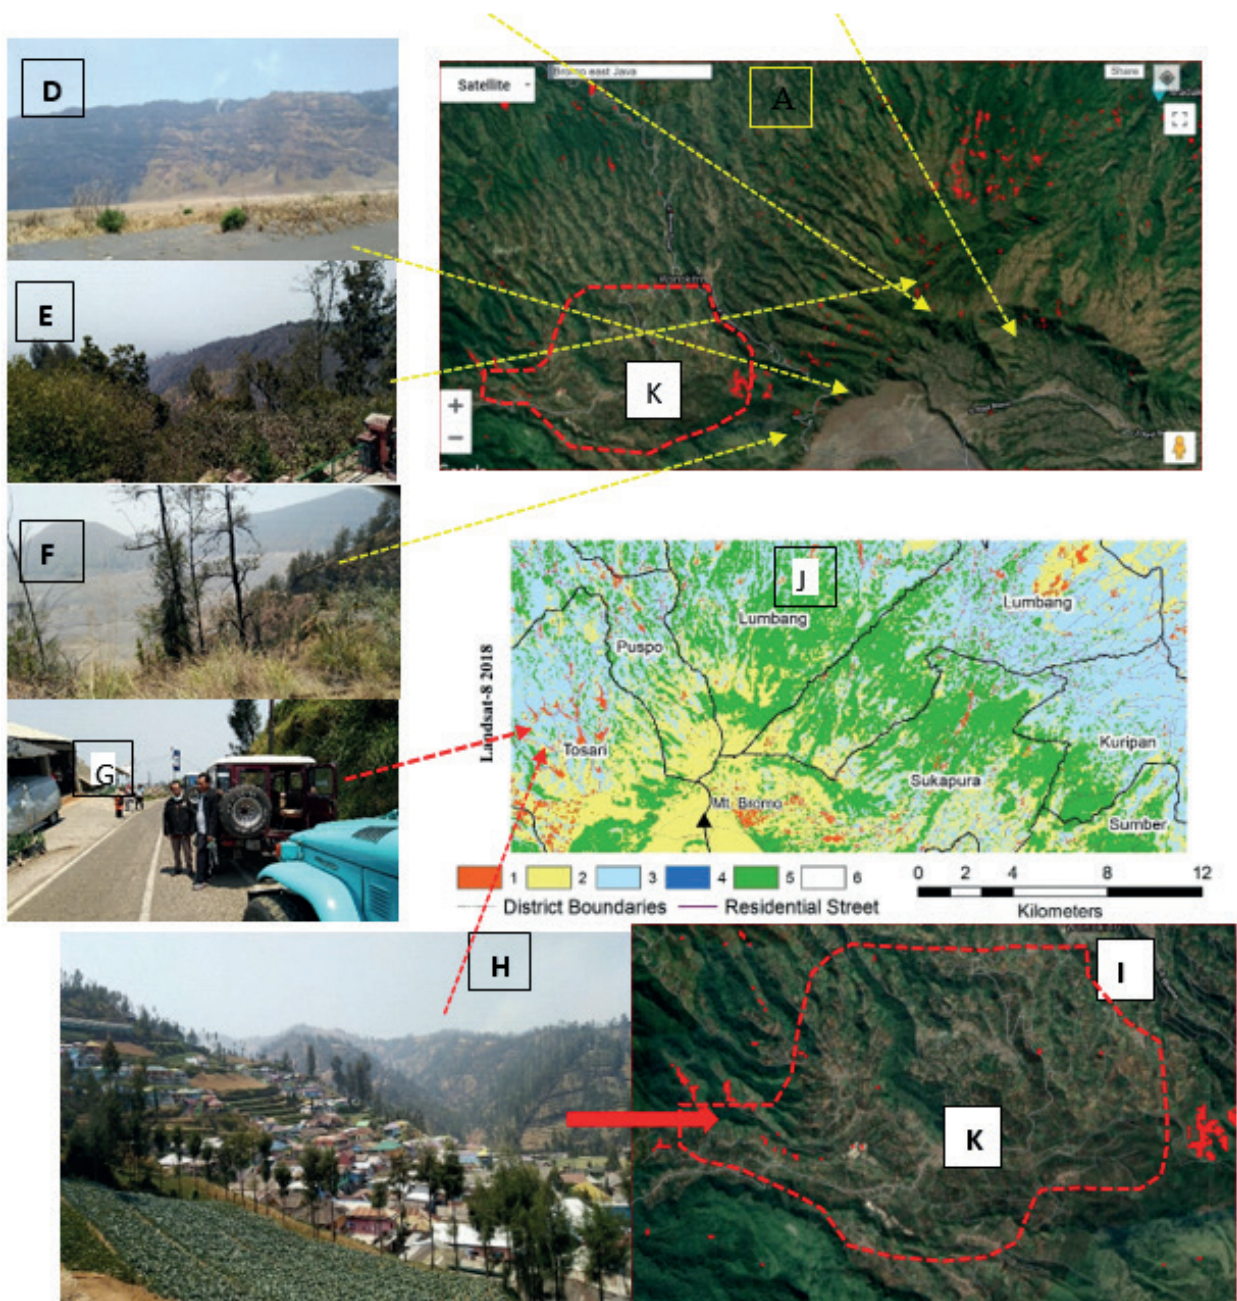 D
Satellite
Bromo east Java
A
Share
E
K
+
−
F
J
Lumbang
Lumbang
Puspo
Landsat-8 2018
G
Tosari
Kuripan
Sukapura
Mt. Bromo
Sumber
1 2 3 4 5 6
0 2 4 8 12
District Boundaries Residential Street
Kilometers
H
I
K